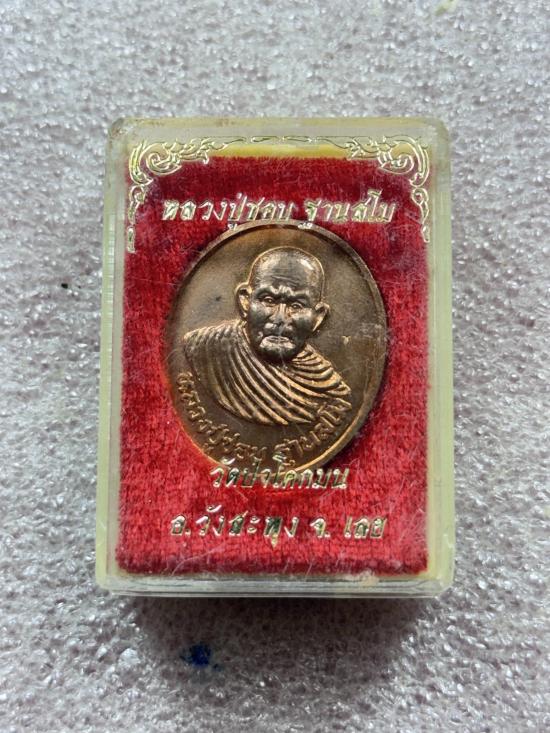 หลวงปู่ชอบ ฐานสโม
หลวงปู่ชอบ ฐานสโม
วัดป่าโคกมน
อ.วังสะพุง จ. เลย